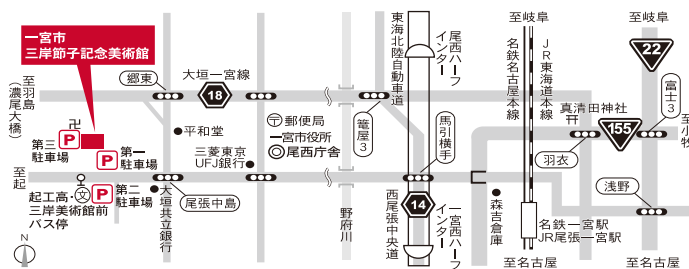 一宮市
三岸節子記念美術館
至羽島
(濃尾大橋)
郷東
大垣一宮線
18
卍
P
第三
駐車場
P
第一
駐車場
平和堂
三菱東京
UFJ銀行
〒郵便局
一宮市役所
◎尾西庁舎
至起
起工高・
三岸美術館前
バス停
文
P
第二
駐車場
大垣共立銀行
尾張中島
野府川
籠屋3
東海北陸自動車道
尾西ハーフ
インター
馬引横手
14
西尾張中央道
一宮西ハーフ
インター
森吉倉庫
至岐阜
名鉄名古屋本線
JR東海道本線
名鉄一宮駅
JR尾張一宮駅
至名古屋
真清田神社
羽衣
155
至岐阜
22
富士3
至小牧
浅野
至名古屋
N